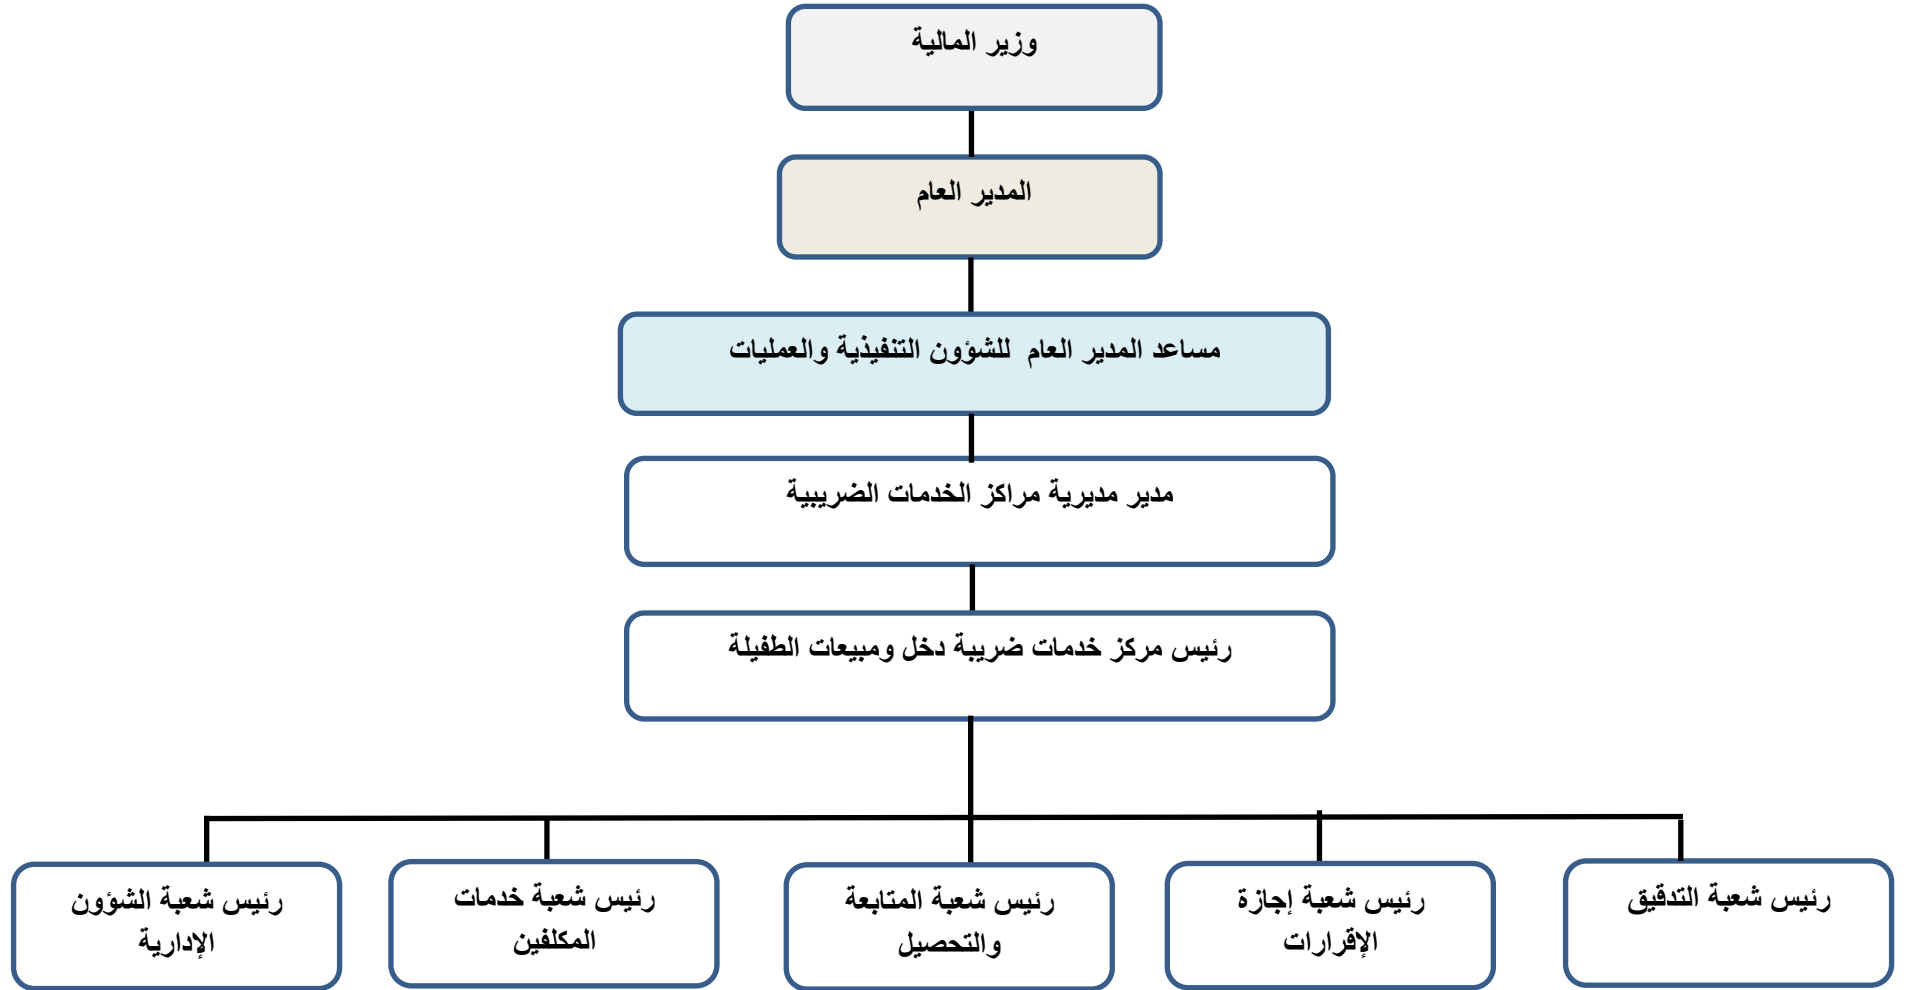 وزير المالية
المدير العام
مساعد المدير العام للشؤون التنفيذية والعمليات
مدير مديرية مراكز الخدمات الضريبية
رئيس مركز خدمات ضريبة دخل ومبيعات الطفيلة
رئيس شعبة التدقيق
رئيس شعبة إجازة
الإقرارات
رئيس شعبة المتابعة
والتحصيل
رئيس شعبة خدمات
المكلفين
رئيس شعبة الشؤون
الإدارية